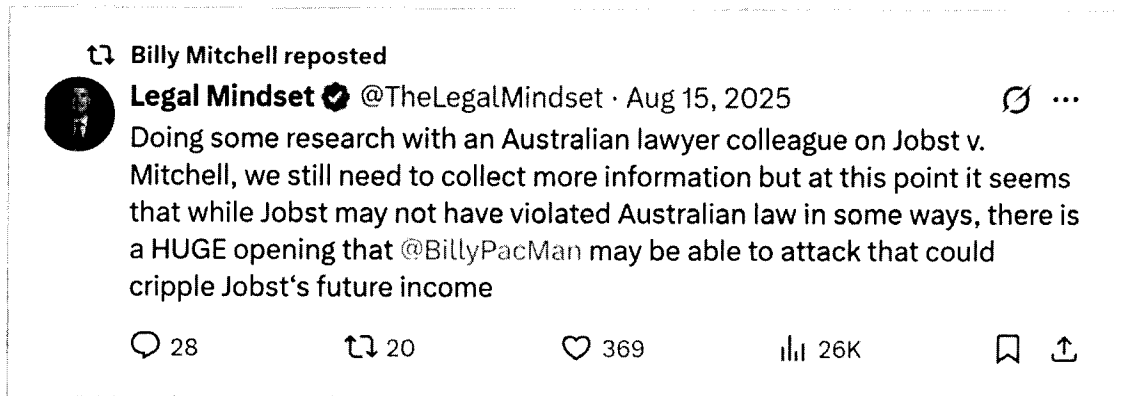 Billy Mitchell reposted
Legal Mindset @TheLegalMindset · Aug 15, 2025
Doing some research with an Australian lawyer colleague on Jobst v.
Mitchell, we still need to collect more information but at this point it seems
that while Jobst may not have violated Australian law in some ways, there is
a HUGE opening that @BillyPacMan may be able to attack that could
cripple Jobst‘s future income
28 20 369 26K